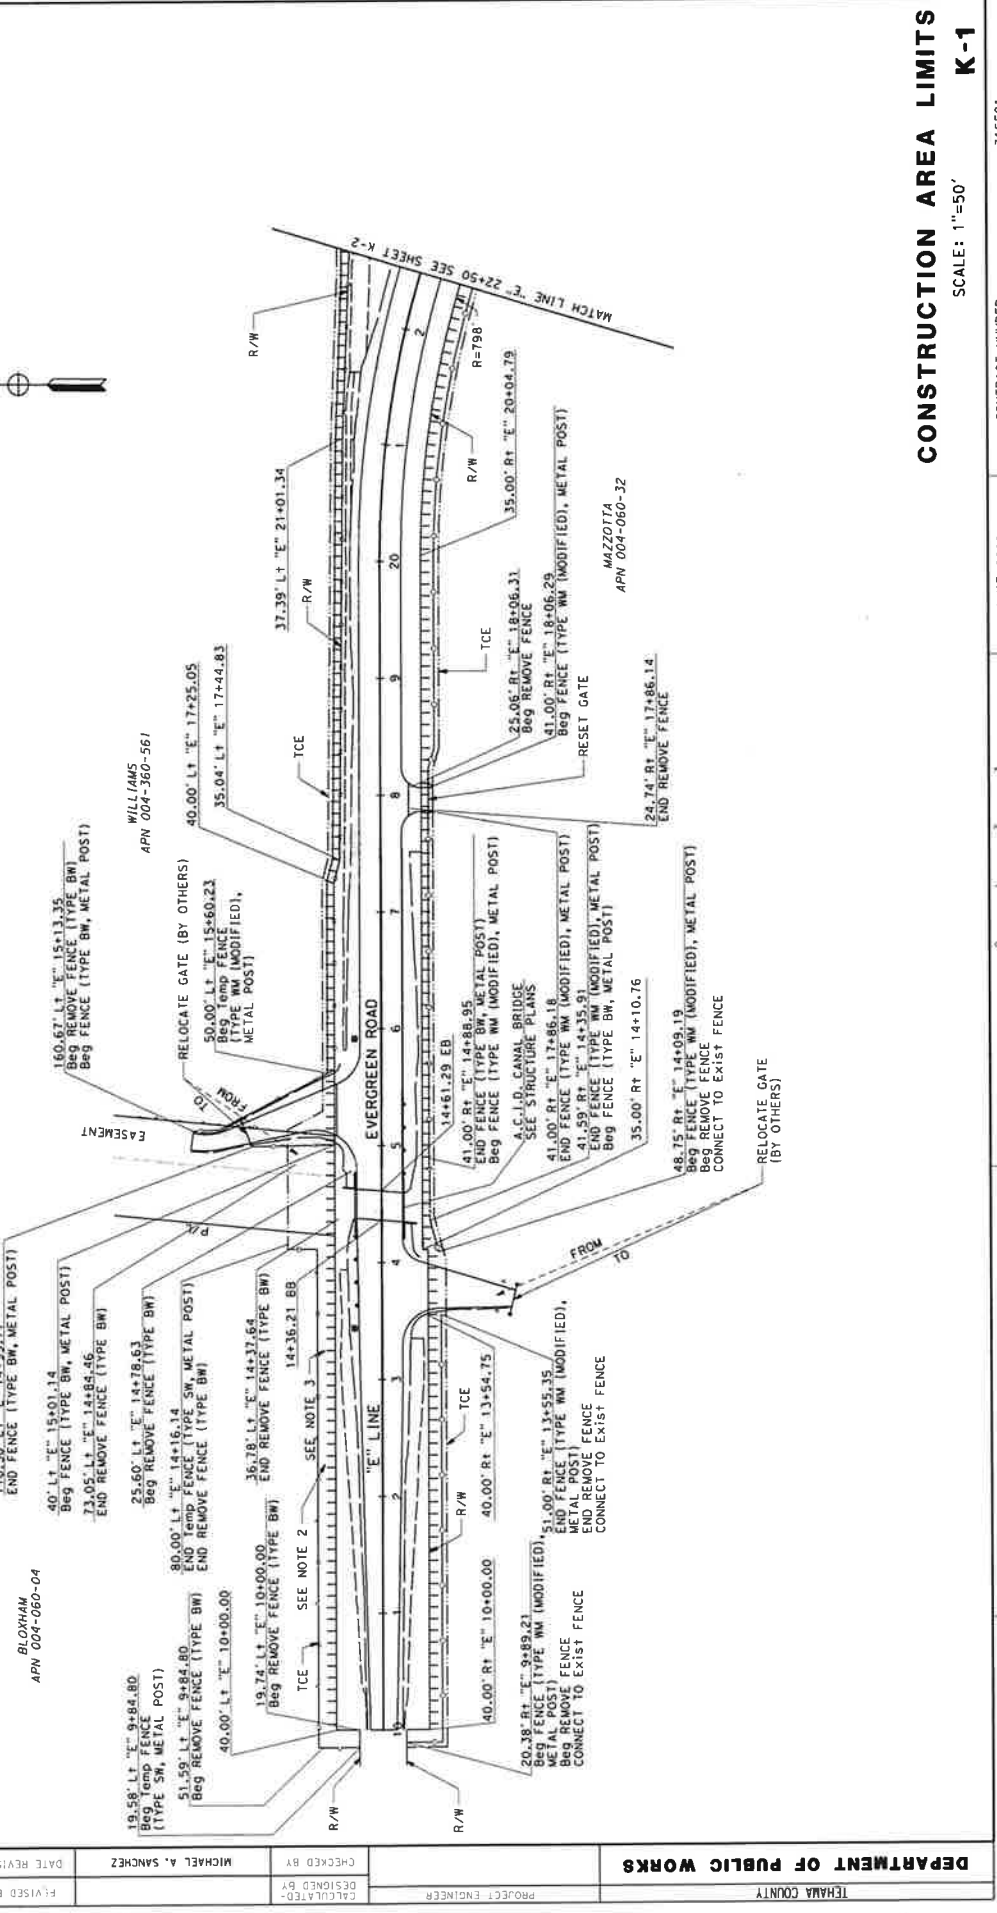 CONSTRUCTION AREA LIMITS
SCALE: 1"=50'
K-1
BLOXHAM
APN 004-060-04
WILLIAMS
APN 004-360-561
MAZZOTTA
APN 004-060-32
END FENCE (TYPE BW, METAL POST)
40' Lt "E" 15+01.14
Beg FENCE (TYPE BW, METAL POST)
73.05' Lt "E" 14+84.46
END REMOVE FENCE (TYPE BW)
25.60' Lt "E" 14+78.63
Beg REMOVE FENCE (TYPE BW)
80.00' Lt "E" 14+16.14
END Temp FENCE (TYPE SW, METAL POST)
END REMOVE FENCE (TYPE BW)
36.78' Lt "E" 14+37.64
END REMOVE FENCE (TYPE BW)
14+36.21 BB
19.58' Lt "E" 9+84.80
Beg Temp FENCE
(TYPE SW, METAL POST)
51.59' Lt "E" 9+84.80
Beg REMOVE FENCE (TYPE BW)
40.00' Lt "E" 10+00.00
19.74' Lt "E" 10+00.00
Beg REMOVE FENCE (TYPE BW)
TCE
SEE NOTE 2
SEE NOTE 3
R/W
R/W
160.67' Lt "E" 15+13.35
Beg REMOVE FENCE (TYPE BW)
Beg FENCE (TYPE BW, METAL POST)
RELOCATE GATE (BY OTHERS)
50.00' Lt "E" 15+60.23
Beg Temp FENCE
(TYPE WM (MODIFIED),
METAL POST)
40.00' Lt "E" 17+25.05
35.04' Lt "E" 17+44.83
TCE
37.39' Lt "E" 21+01.34
R/W
R/W
EASEMENT
TO
FROM
P/L
"E" LINE
EVERGREEN ROAD
10
1
2
3
4
5
6
7
8
9
20
1
2
MATCH LINE "E" 22+50 SEE SHEET K-2
R=798'
R/W
35.00' Rt "E" 20+04.79
TCE
25.06' Rt "E" 18+06.31
Beg REMOVE FENCE
41.00' Rt "E" 18+06.29
Beg FENCE (TYPE WM (MODIFIED), METAL POST)
RESET GATE
24.74' Rt "E" 17+86.14
END REMOVE FENCE
14+61.29 EB
41.00' Rt "E" 14+88.95
END FENCE (TYPE BW, METAL POST)
Beg FENCE (TYPE WM (MODIFIED), METAL POST)
A.C.I.D. CANAL BRIDGE
SEE STRUCTURE PLANS
41.00' Rt "E" 17+86.18
END FENCE (TYPE WM (MODIFIED), METAL POST)
41.59' Rt "E" 14+35.91
END FENCE (TYPE WM (MODIFIED), METAL POST)
Beg FENCE (TYPE BW, METAL POST)
35.00' Rt "E" 14+10.76
48.75' Rt "E" 14+09.19
Beg FENCE (TYPE WM (MODIFIED), METAL POST)
Beg REMOVE FENCE
CONNECT TO Exist FENCE
RELOCATE GATE
(BY OTHERS)
FROM
TO
TCE
R/W
40.00' Rt "E" 13+54.75
51.00' Rt "E" 13+55.35
END FENCE (TYPE WM (MODIFIED),
METAL POST)
END REMOVE FENCE
CONNECT TO Exist FENCE
40.00' Rt "E" 10+00.00
20.38' Rt "E" 9+89.21
Beg FENCE (TYPE WM (MODIFIED),
METAL POST)
Beg REMOVE FENCE
CONNECT TO Exist FENCE
TEHAMA COUNTY
DEPARTMENT OF PUBLIC WORKS
PROJECT ENGINEER
CALCULATED-
DESIGNED BY
CHECKED BY
MICHAEL A. SANCHEZ